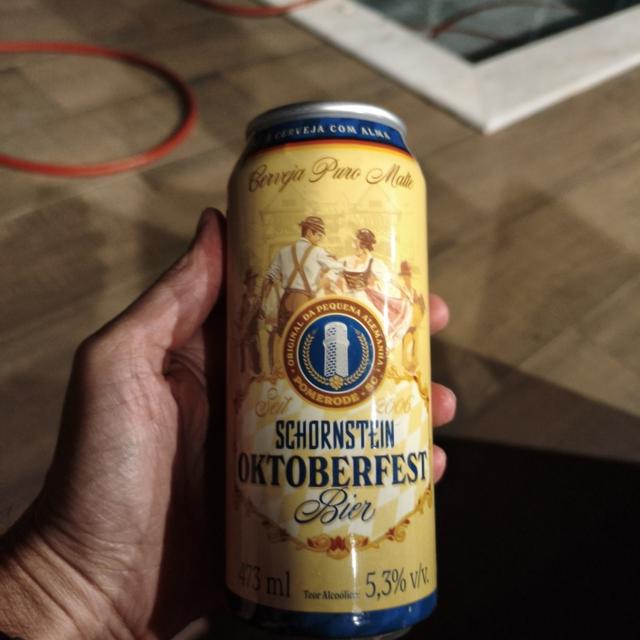 A CERVEJA COM ALMA
Cerveja Puro Malte
ORIGINAL DA PEQUENA ALEMANHA
POMERODE • SC
Seit 2006
SCHORNSTEIN
OKTOBERFEST
Bier
473 ml Teor Alcoólico: 5,3% v/v.